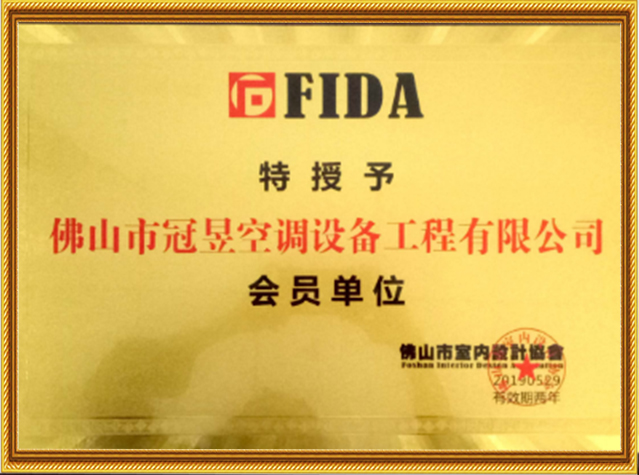 FIDA
特授予
佛山市冠昱空调设备工程有限公司
会员单位
佛山市室内設計協會
Foshan Interior Design Association
20190529
有效期两年